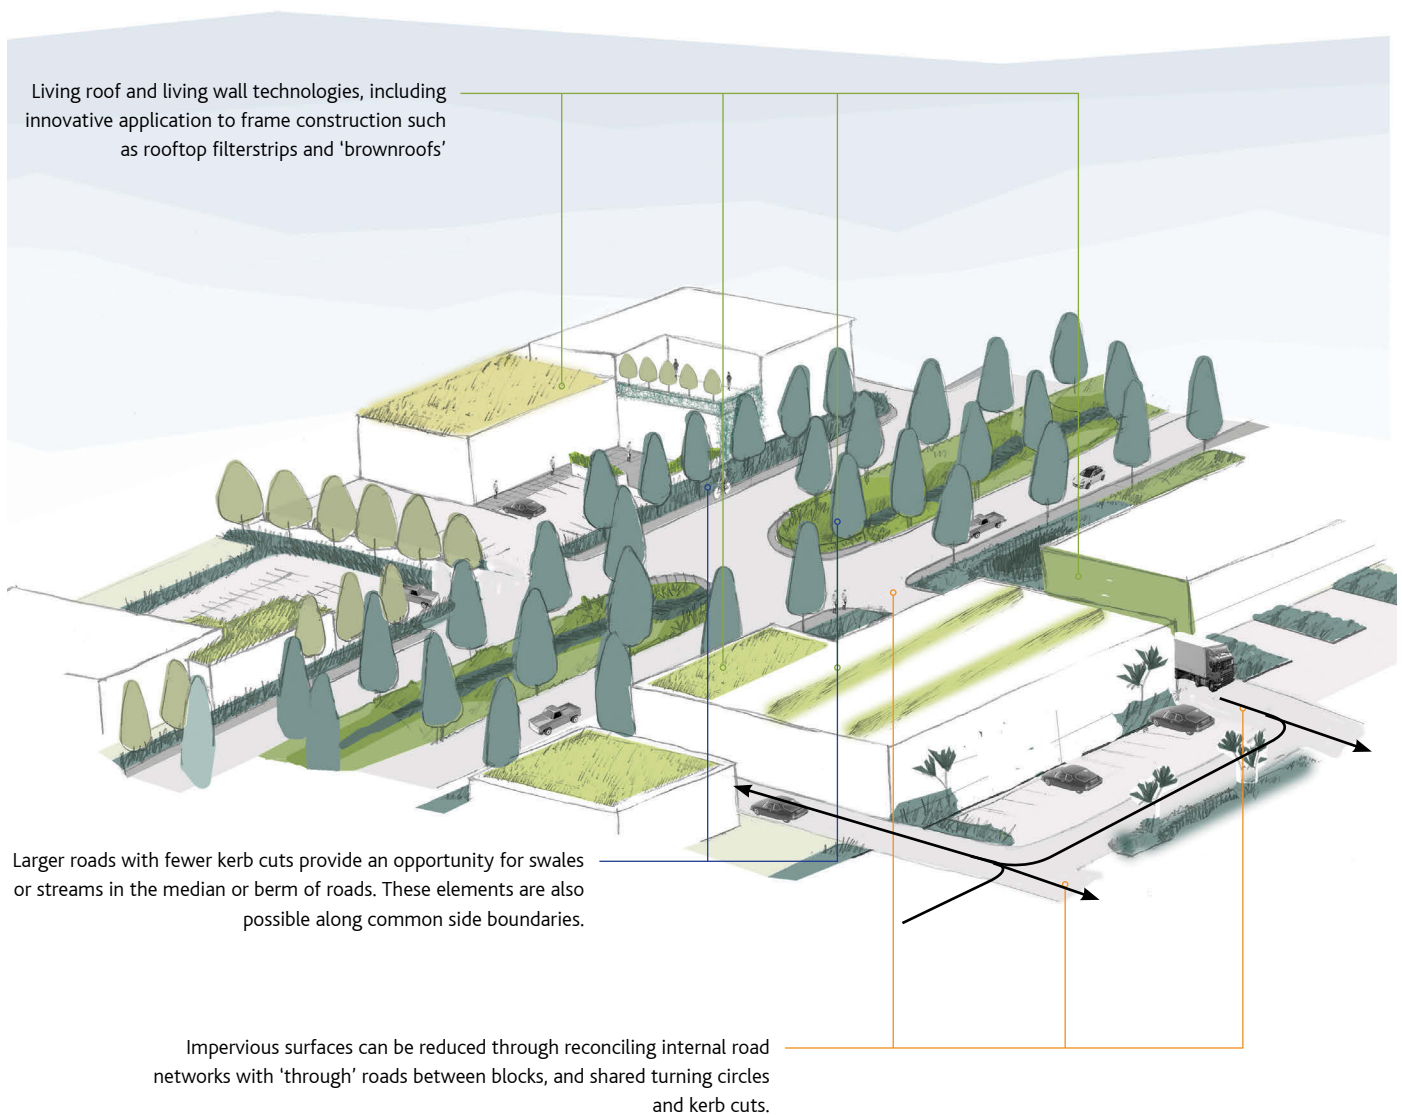 Living roof and living wall technologies, including
innovative application to frame construction such
as rooftop filterstrips and ‘brownroofs’
Larger roads with fewer kerb cuts provide an opportunity for swales
or streams in the median or berm of roads. These elements are also
possible along common side boundaries.
Impervious surfaces can be reduced through reconciling internal road
networks with ‘through’ roads between blocks, and shared turning circles
and kerb cuts.